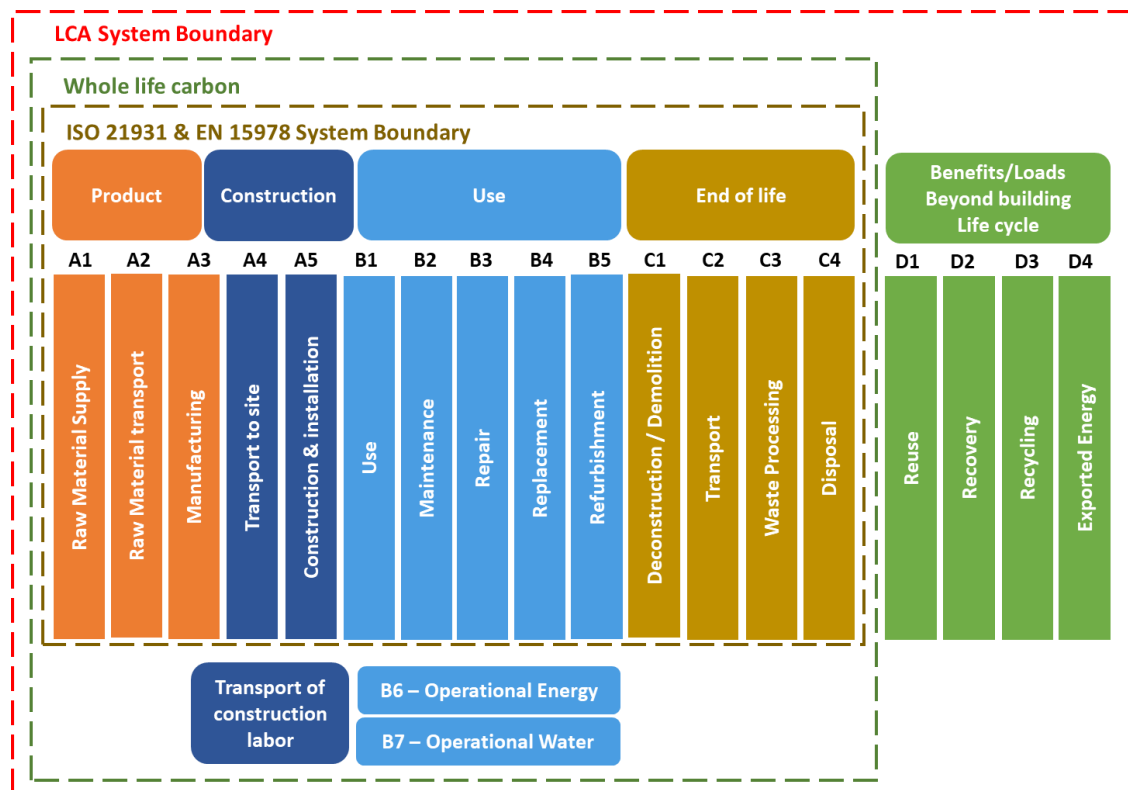 LCA System Boundary
Whole life carbon
ISO 21931 & EN 15978 System Boundary
Product
Construction
Use
End of life
Benefits/Loads
Beyond building
Life cycle
A1
A2
A3
A4
A5
B1
B2
B3
B4
B5
C1
C2
C3
C4
D1
D2
D3
D4
Raw Material Supply
Raw Material transport
Manufacturing
Transport to site
Construction & installation
Use
Maintenance
Repair
Replacement
Refurbishment
Deconstruction / Demolition
Transport
Waste Processing
Disposal
Reuse
Recovery
Recycling
Exported Energy
Transport of
construction
labor
B6 – Operational Energy
B7 – Operational Water